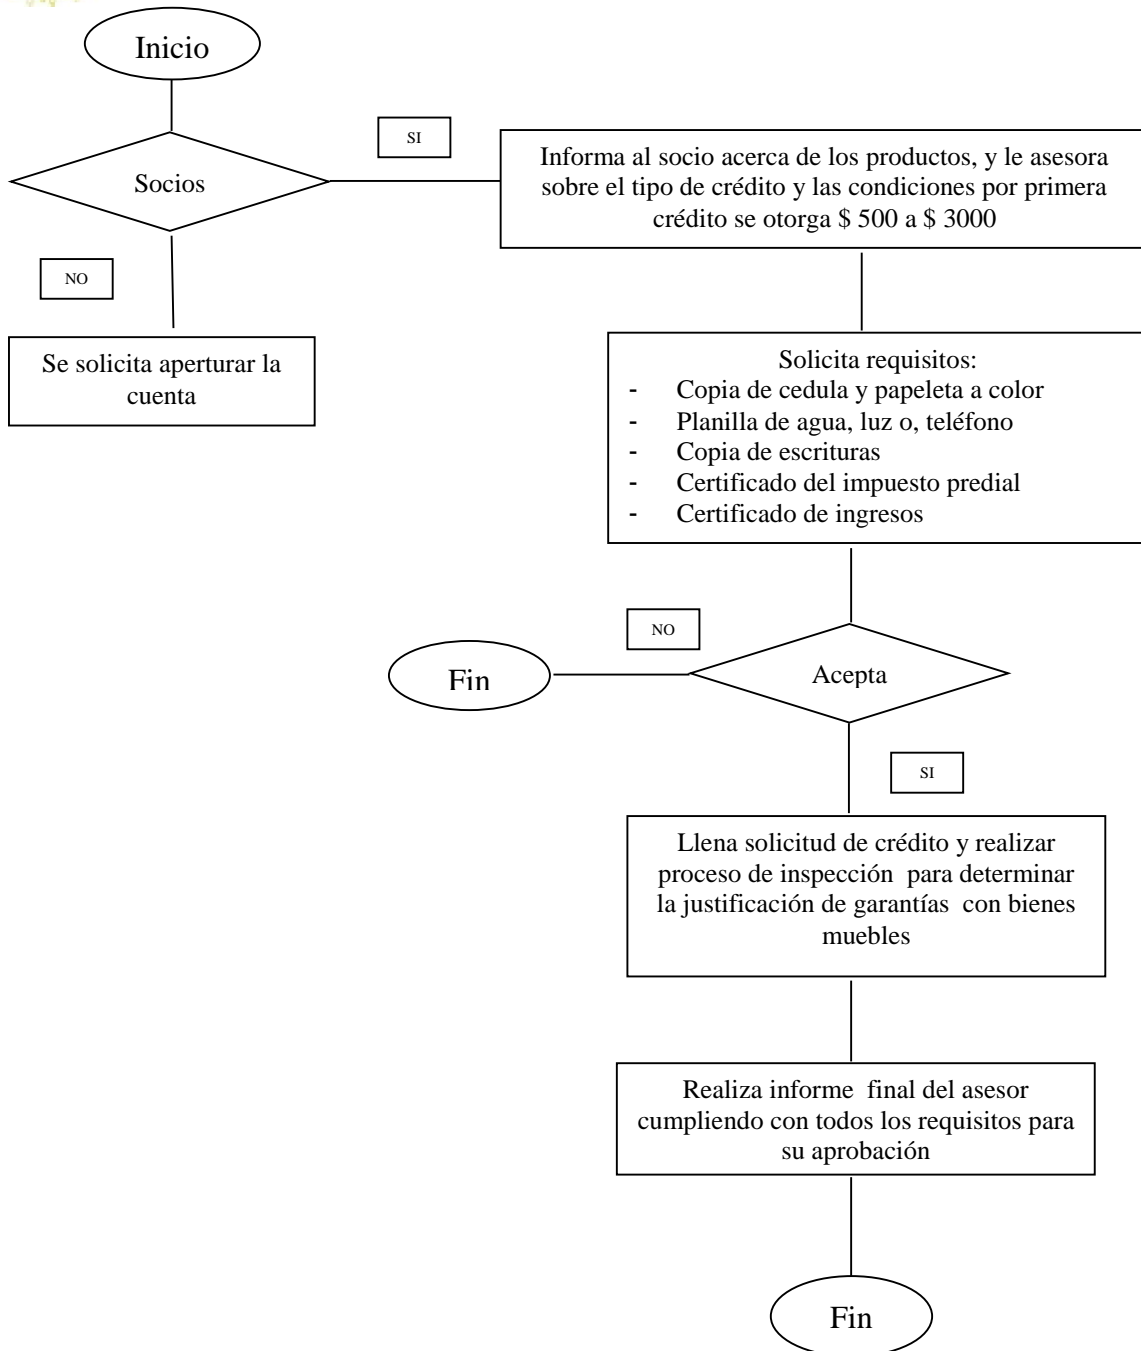 Inicio
SI
Socios
Informa al socio acerca de los productos, y le asesora
sobre el tipo de crédito y las condiciones por primera
crédito se otorga $ 500 a $ 3000
NO
Se solicita aperturar la
cuenta
Solicita requisitos:
- Copia de cedula y papeleta a color
- Planilla de agua, luz o, teléfono
- Copia de escrituras
- Certificado del impuesto predial
- Certificado de ingresos
NO
Fin
Acepta
SI
Llena solicitud de crédito y realizar
proceso de inspección para determinar
la justificación de garantías con bienes
muebles
Realiza informe final del asesor
cumpliendo con todos los requisitos para
su aprobación
Fin